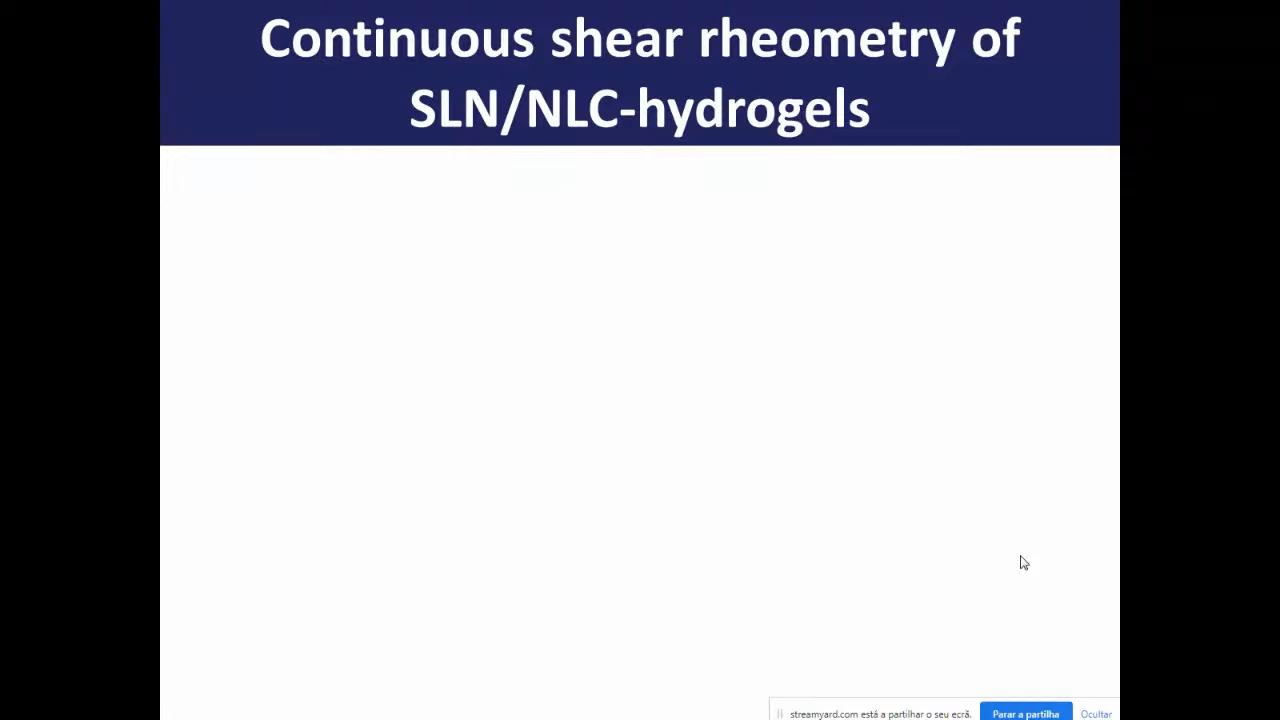 Continuous shear rheometry of
SLN/NLC-hydrogels
streamyard.com está a partilhar o seu ecrã. Parar a partilha Ocultar